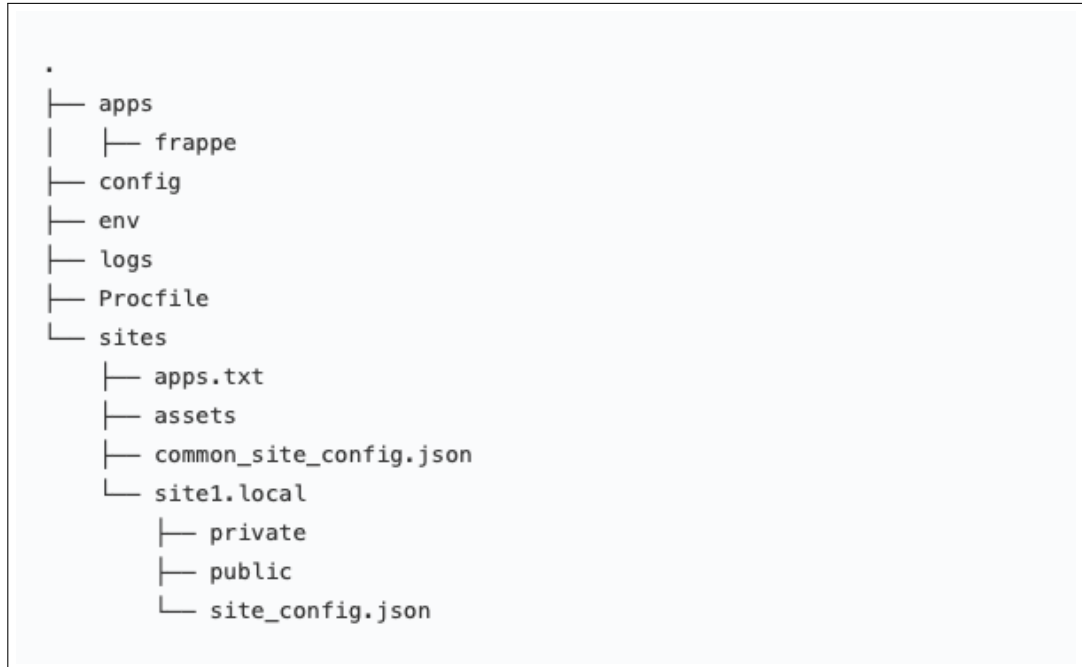 .
├── apps
│   ├── frappe
├── config
├── env
├── logs
├── Procfile
└── sites
    ├── apps.txt
    ├── assets
    ├── common_site_config.json
    └── site1.local
        ├── private
        ├── public
        └── site_config.json